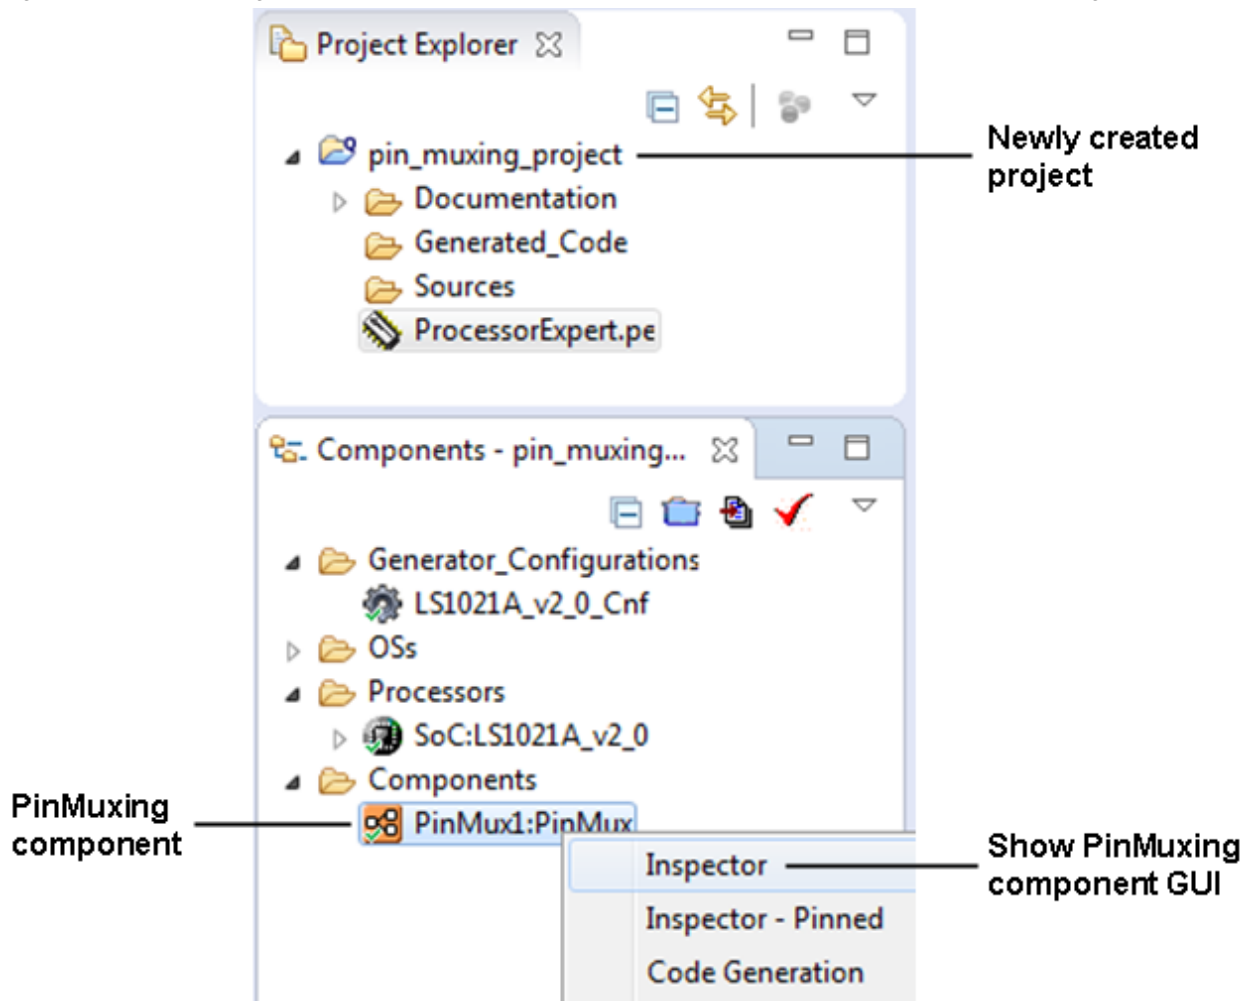 Project Explorer
pin_muxing_project
Newly created
project
Documentation
Generated_Code
Sources
ProcessorExpert.pe
Components - pin_muxing...
Generator_Configurations
LS1021A_v2_0_Cnf
OSs
Processors
SoC:LS1021A_v2_0
Components
PinMuxing
component
PinMux1:PinMux
Inspector
Show PinMuxing
component GUI
Inspector - Pinned
Code Generation